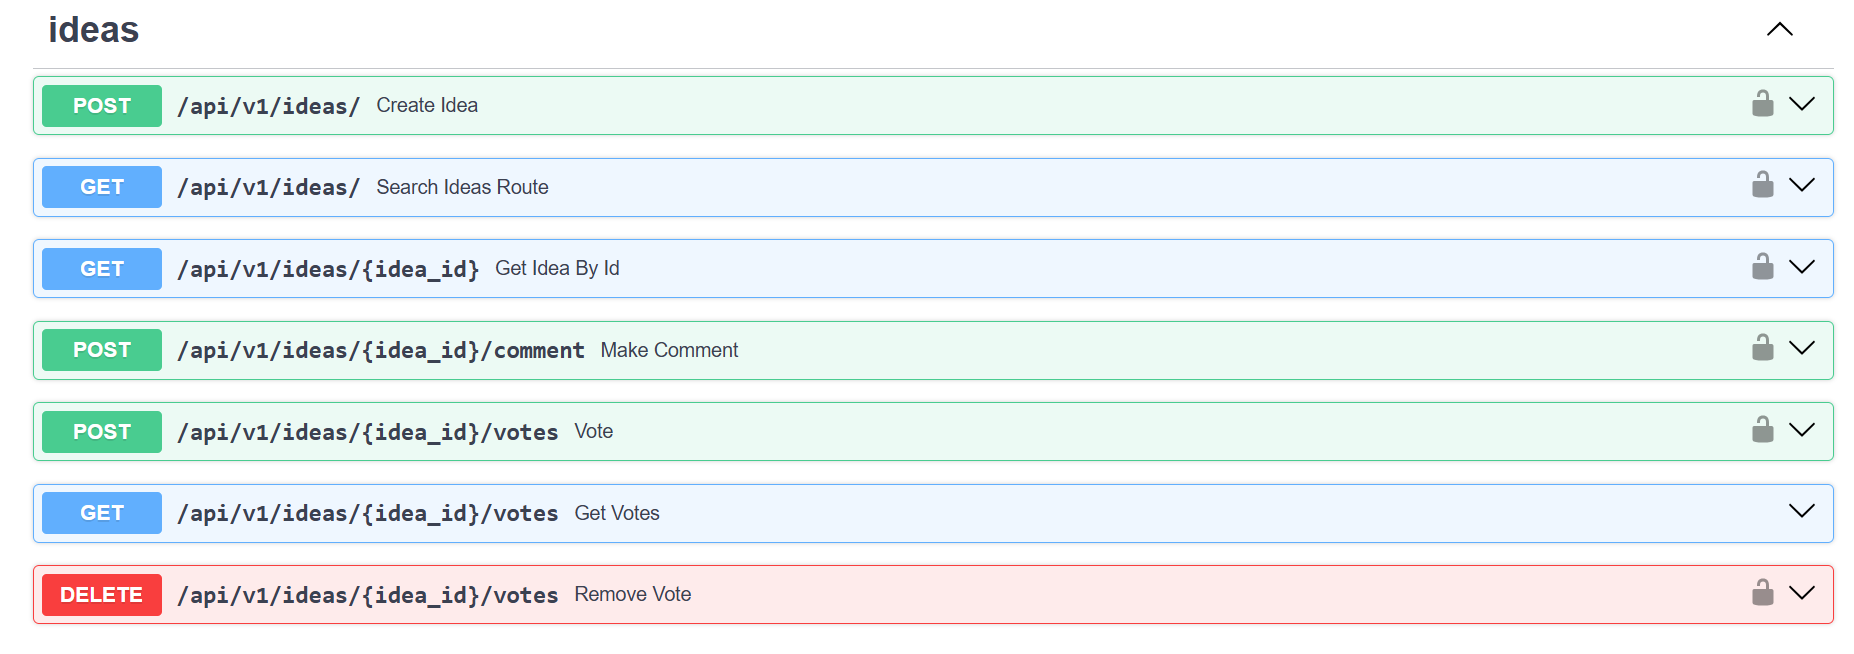 ideas
POST /api/v1/ideas/ Create Idea
GET /api/v1/ideas/ Search Ideas Route
GET /api/v1/ideas/{idea_id} Get Idea By Id
POST /api/v1/ideas/{idea_id}/comment Make Comment
POST /api/v1/ideas/{idea_id}/votes Vote
GET /api/v1/ideas/{idea_id}/votes Get Votes
DELETE /api/v1/ideas/{idea_id}/votes Remove Vote